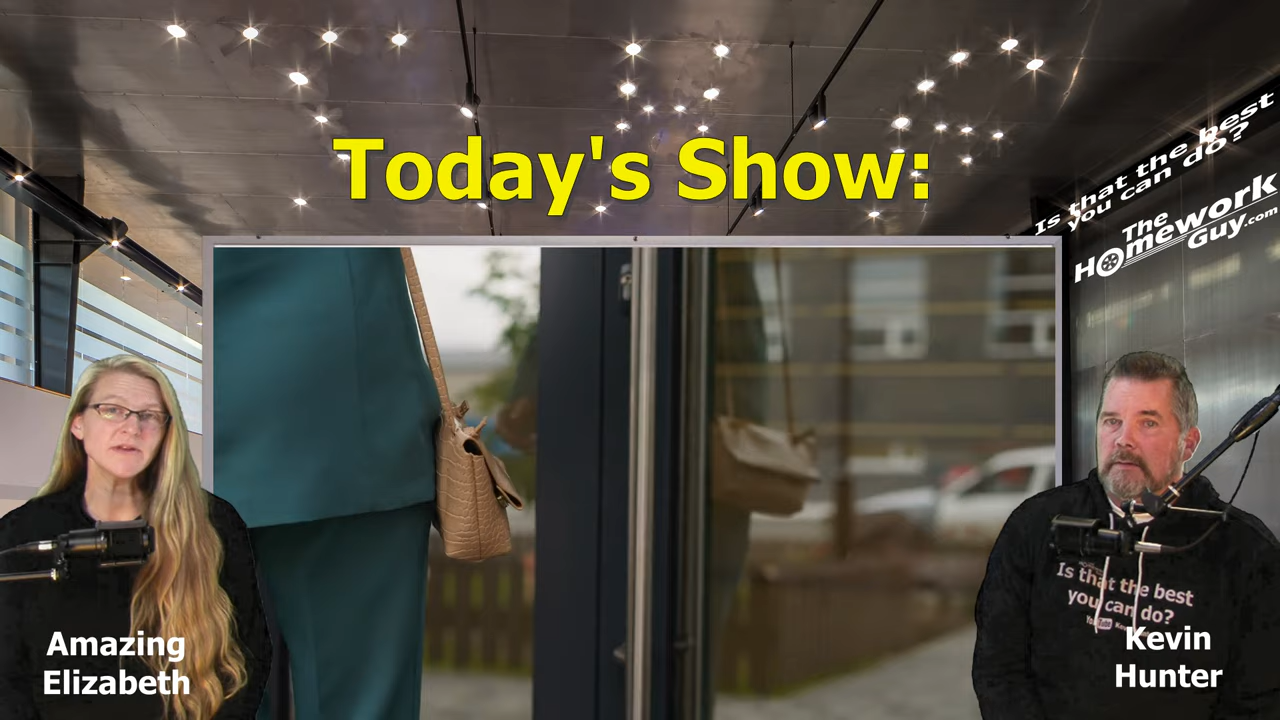 Today's Show:
Is that the best
you can do?
The
Homework
Guy.com
Is that the best
you can do?
Amazing
Elizabeth
Kevin
Hunter